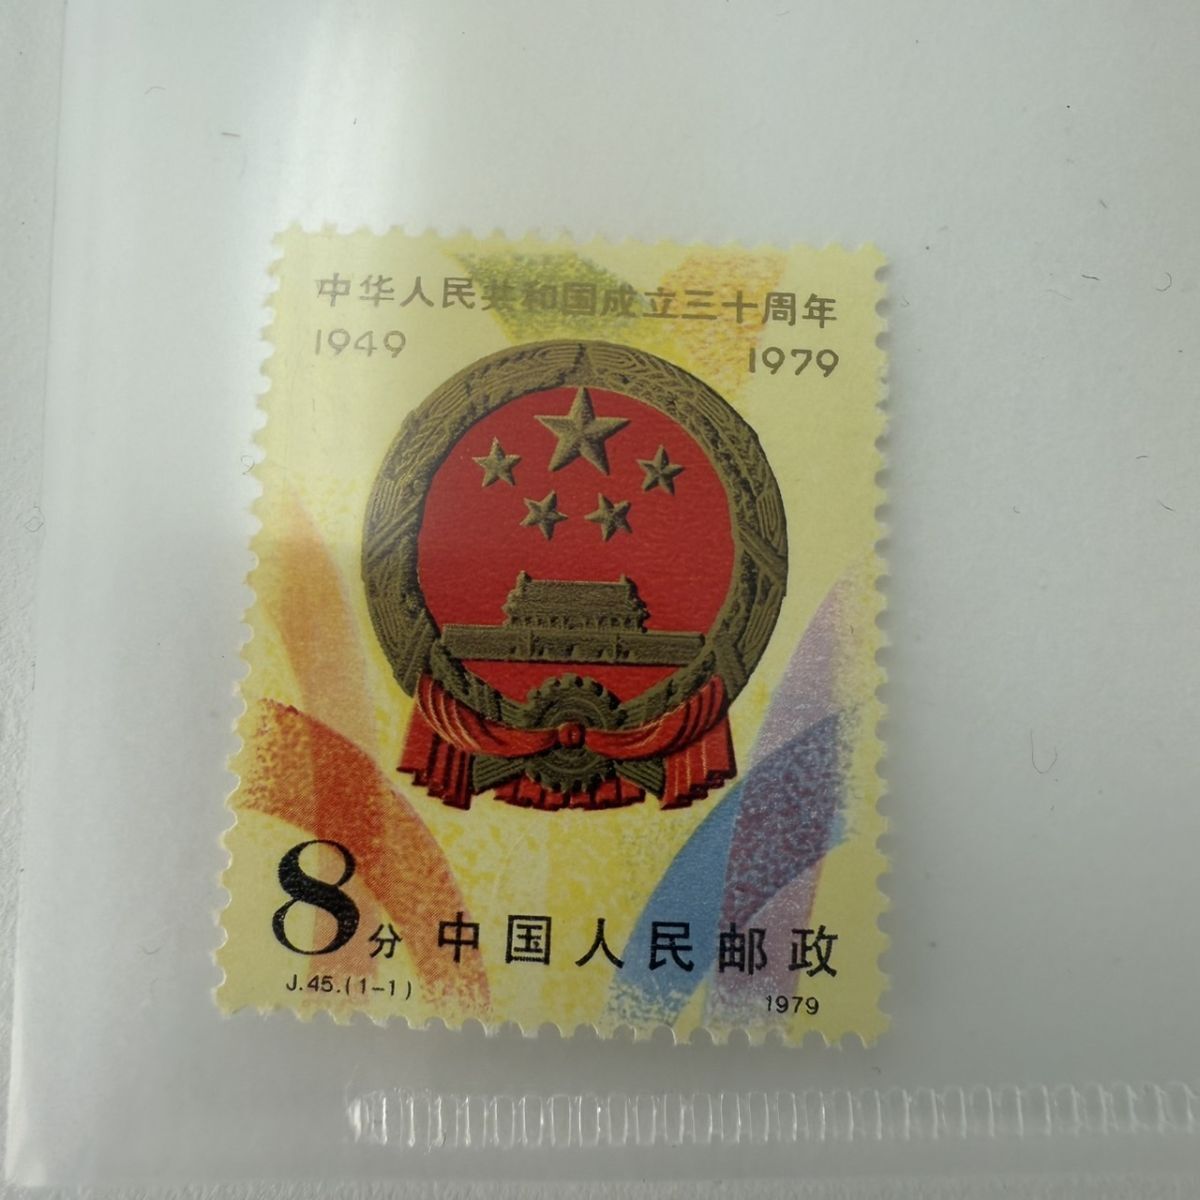 中华人民共和国成立三十周年
1949 1979
8分 中国人民邮政
J.45.(1-1) 1979